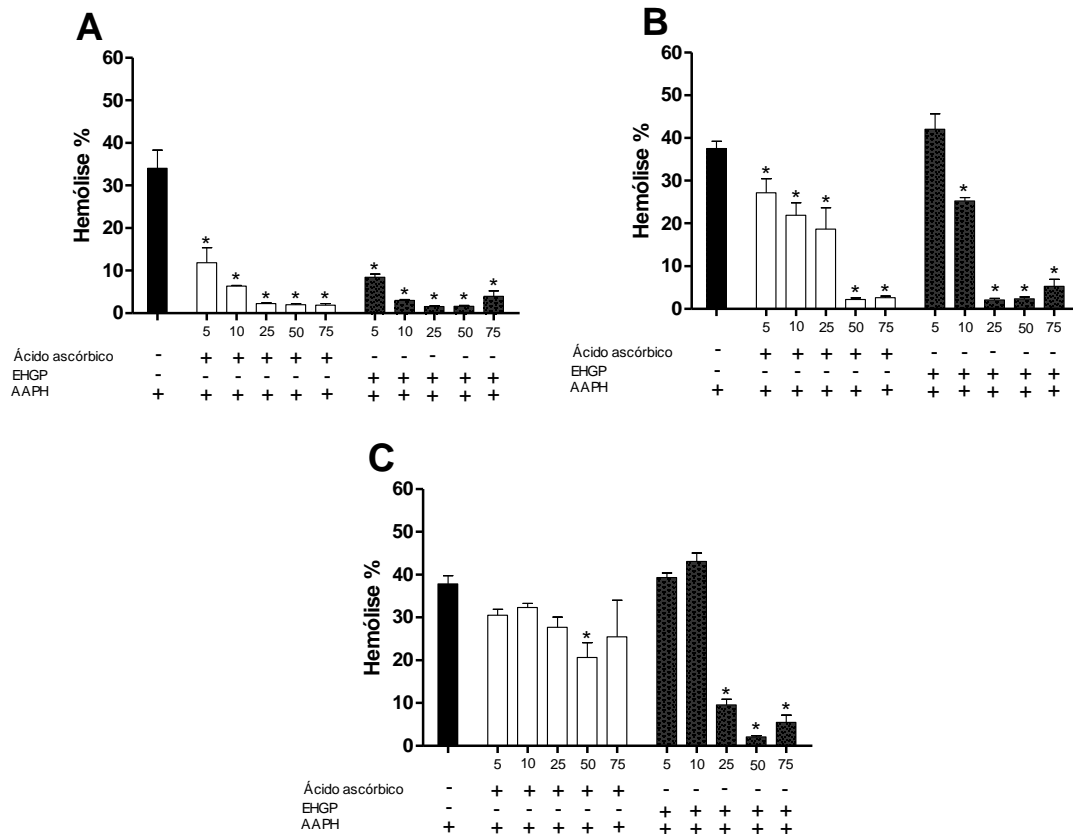 A
60
50
40
30
20
10
0
Hemólise %
* * * * * * * * * *
5 10 25 50 75 5 10 25 50 75
Ácido ascórbico - + + + + + - - - - -
EHGP - - - - - - + + + + +
AAPH + + + + + + + + + + +
B
60
50
40
30
20
10
0
Hemólise %
* * * * * * * * *
5 10 25 50 75 5 10 25 50 75
Ácido ascórbico - + + + + + - - - - -
EHGP - - - - - - + + + + +
AAPH + + + + + + + + + + +
C
60
50
40
30
20
10
0
Hemólise %
* * * *
5 10 25 50 75 5 10 25 50 75
Ácido ascórbico - + + + + + - - - - -
EHGP - - - - - - + + + + +
AAPH + + + + + + + + + + +